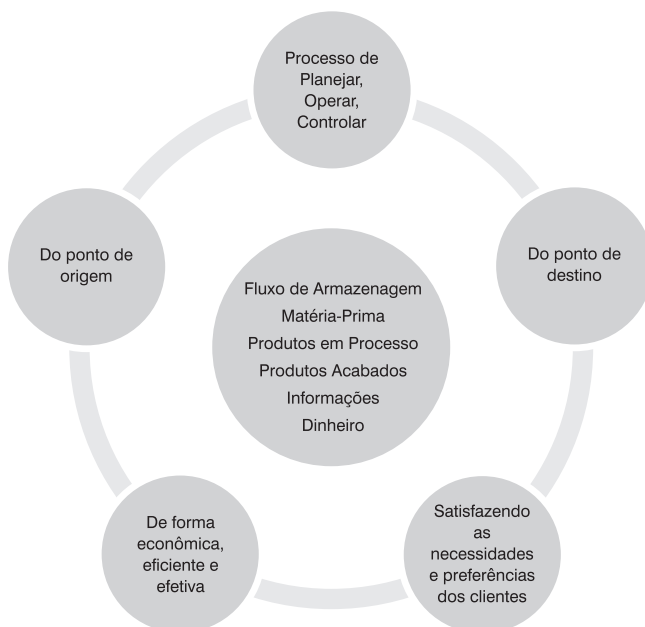 Processo de
Planejar,
Operar,
Controlar
Do ponto de
origem
Do ponto de
destino
Fluxo de Armazenagem
Matéria-Prima
Produtos em Processo
Produtos Acabados
Informações
Dinheiro
De forma
econômica,
eficiente e
efetiva
Satisfazendo
as
necessidades
e preferências
dos clientes